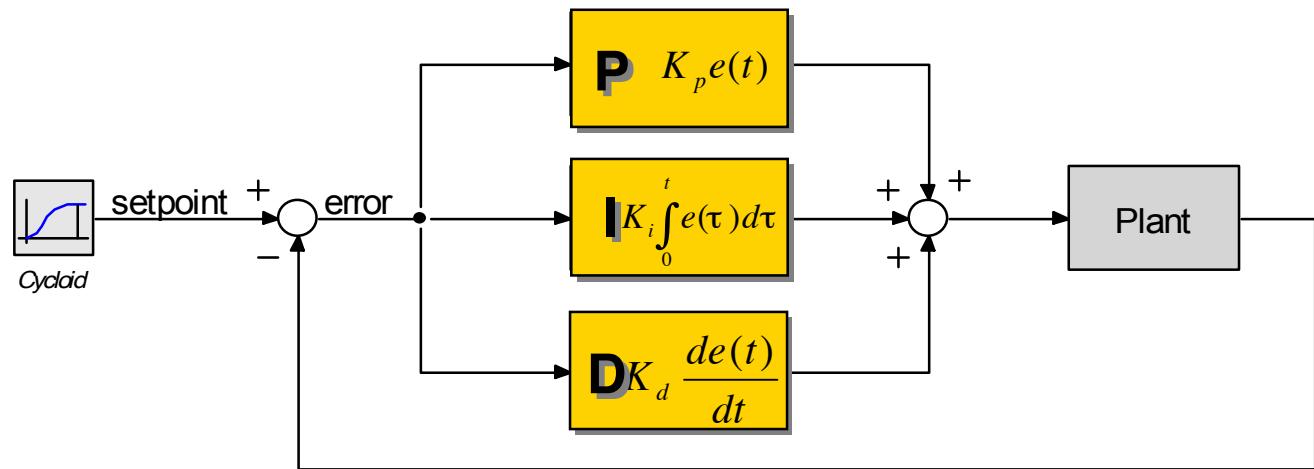 P K_p e(t)
setpoint
+
error
−
Cycloid
I K_i ∫_0^t e(τ)dτ
+
+
+
Plant
D K_d de(t)/dt